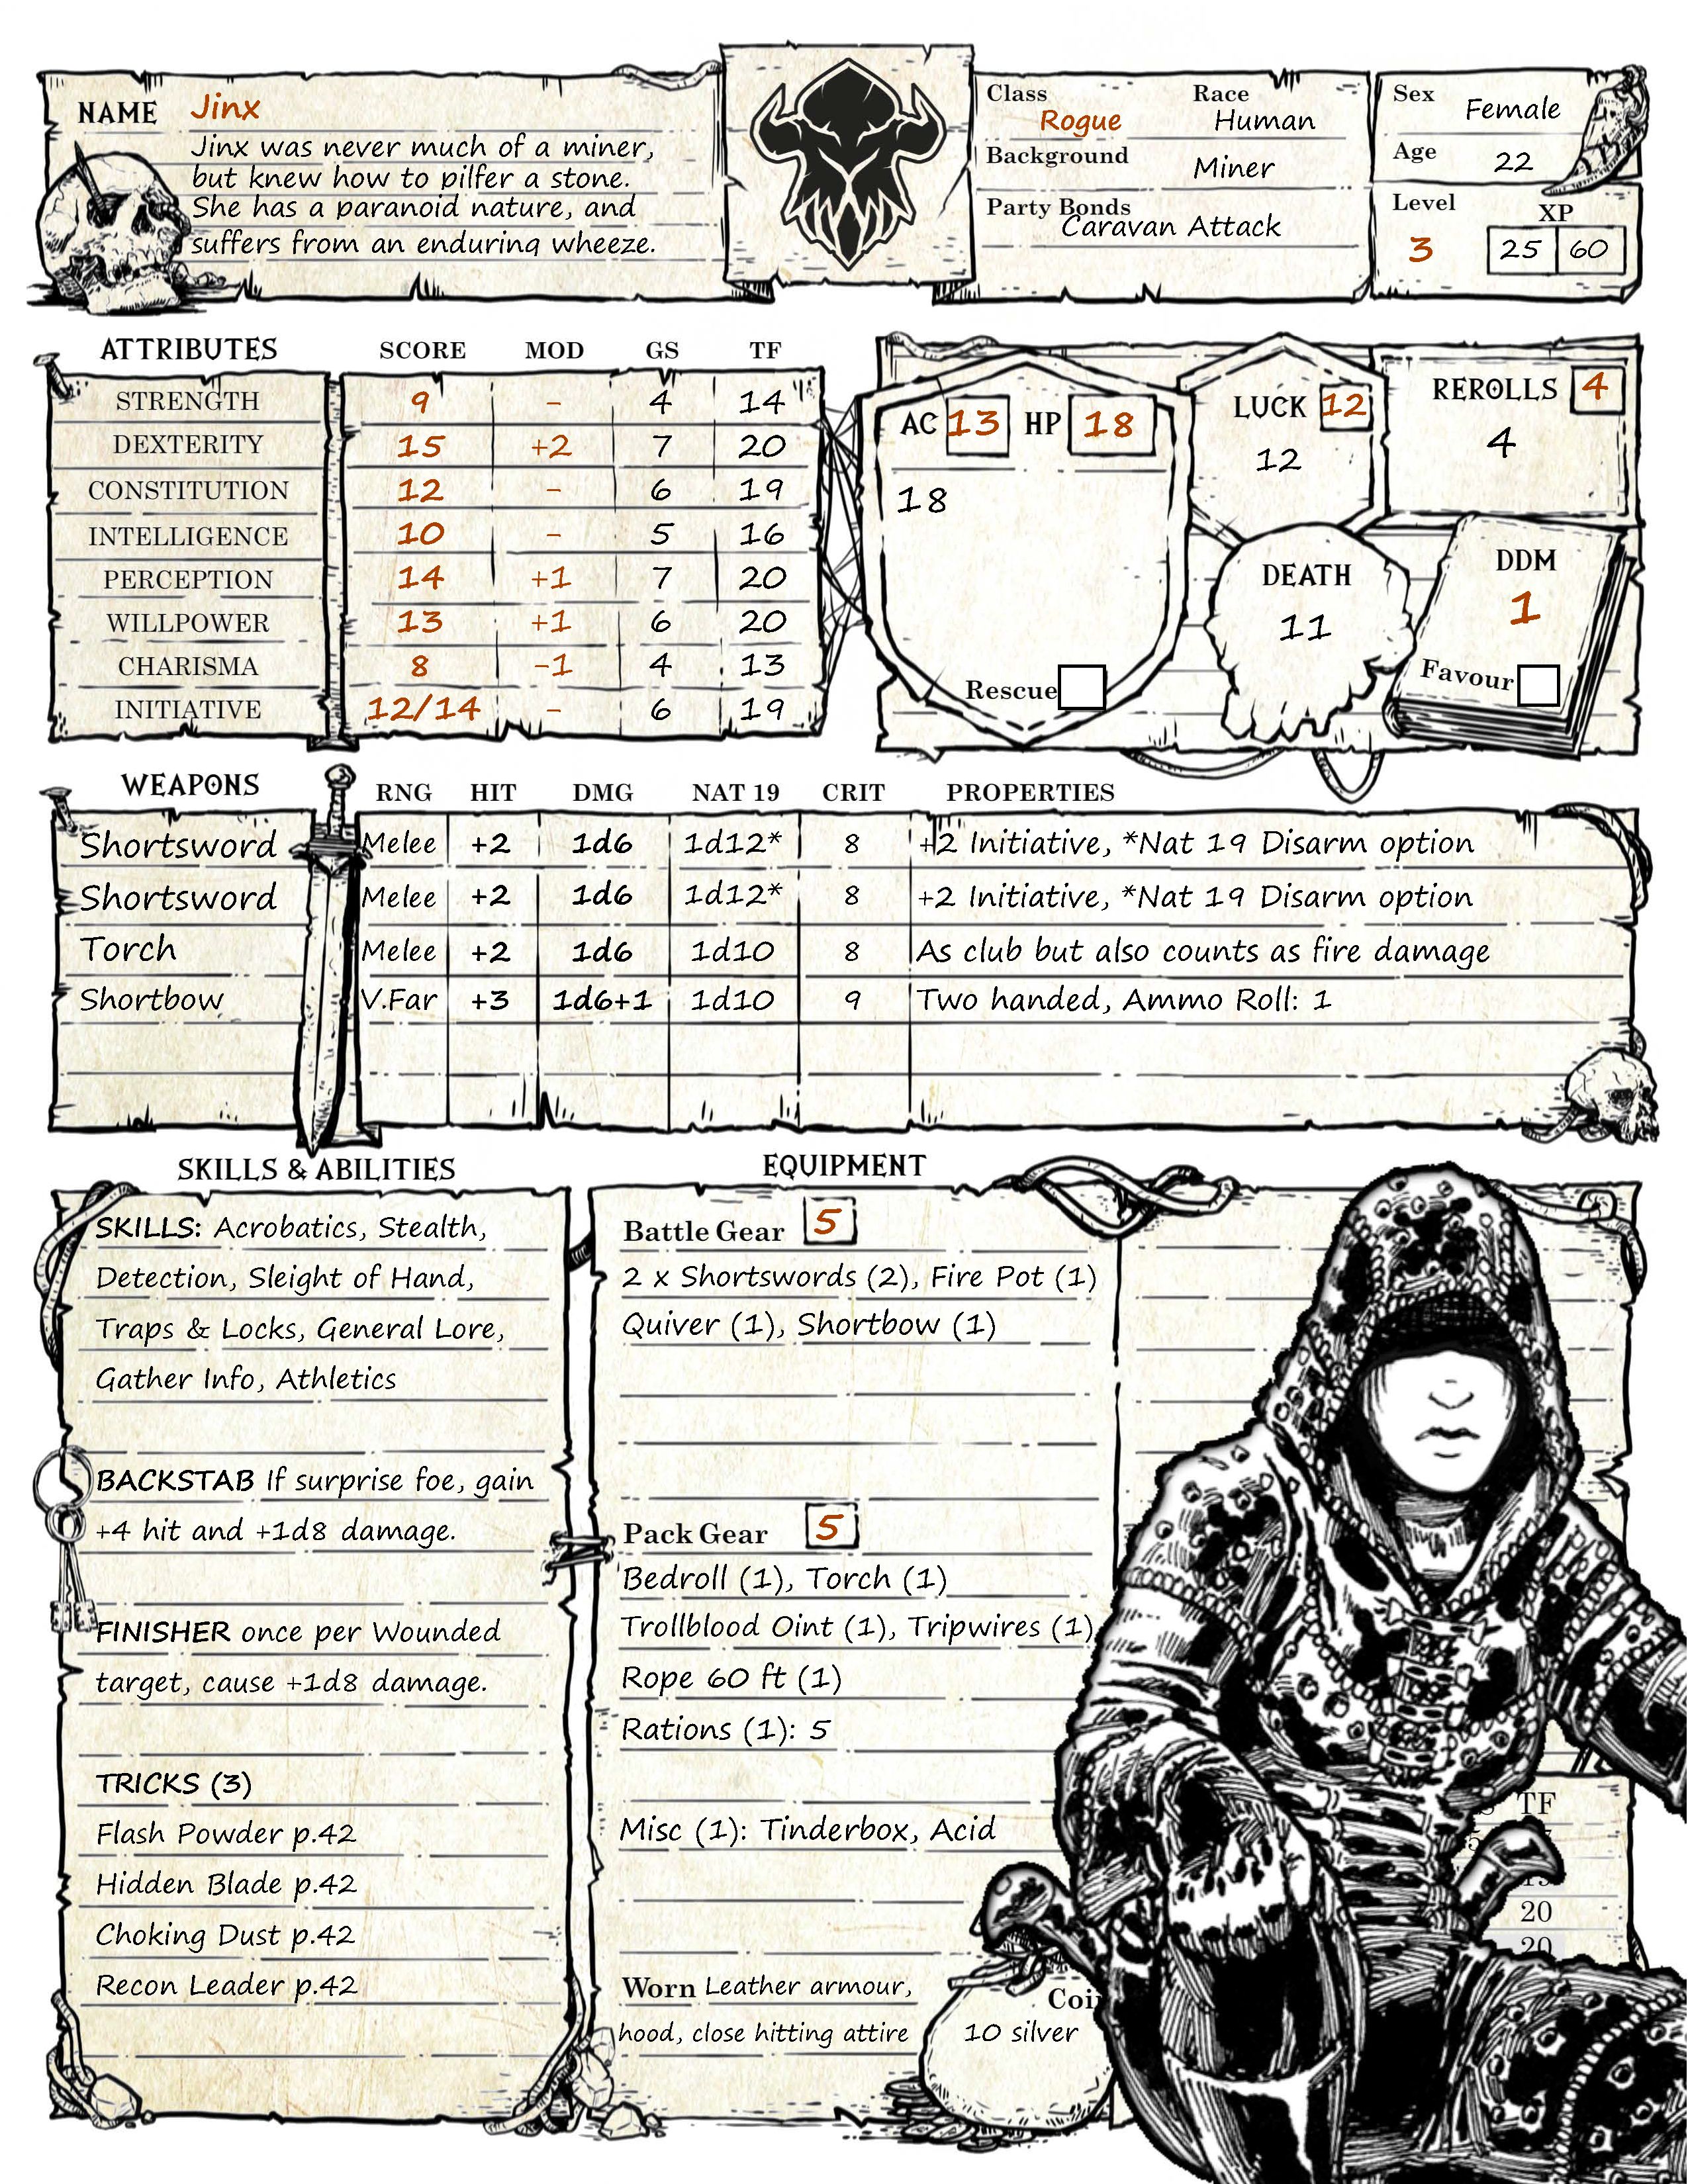 NAME Jinx
Jinx was never much of a miner,
but knew how to pilfer a stone.
She has a paranoid nature, and
suffers from an enduring wheeze.
Class Race
Rogue Human
Background Miner
Party Bonds
Caravan Attack
Sex Female
Age 22
Level XP
3 25 60
ATTRIBUTES SCORE MOD GS TF
STRENGTH 9 - 4 14
DEXTERITY 15 +2 7 20
CONSTITUTION 12 - 6 19
INTELLIGENCE 10 - 5 16
PERCEPTION 14 +1 7 20
WILLPOWER 13 +1 6 20
CHARISMA 8 -1 4 13
INITIATIVE 12/14 - 6 19
AC 13 HP 18
18
Rescue
LUCK 12
12
REROLLS 4
4
DEATH
11
DDM
1
Favour
WEAPONS RNG HIT DMG NAT 19 CRIT PROPERTIES
Shortsword Melee +2 1d6 1d12* 8 +2 Initiative, *Nat 19 Disarm option
Shortsword Melee +2 1d6 1d12* 8 +2 Initiative, *Nat 19 Disarm option
Torch Melee +2 1d6 1d10 8 As club but also counts as fire damage
Shortbow V.Far +3 1d6+1 1d10 9 Two handed, Ammo Roll: 1
SKILLS & ABILITIES
SKILLS: Acrobatics, Stealth,
Detection, Sleight of Hand,
Traps & Locks, General Lore,
Gather Info, Athletics
BACKSTAB If surprise foe, gain
+4 hit and +1d8 damage.
FINISHER once per Wounded
target, cause +1d8 damage.
TRICKS (3)
Flash Powder p.42
Hidden Blade p.42
Choking Dust p.42
Recon Leader p.42
EQUIPMENT
Battle Gear 5
2 x Shortswords (2), Fire Pot (1)
Quiver (1), Shortbow (1)
Pack Gear 5
Bedroll (1), Torch (1)
Trollblood Oint (1), Tripwires (1)
Rope 60 ft (1)
Rations (1): 5
Misc (1): Tinderbox, Acid
Worn Leather armour,
hood, close hitting attire
10 silver
TF
20
20